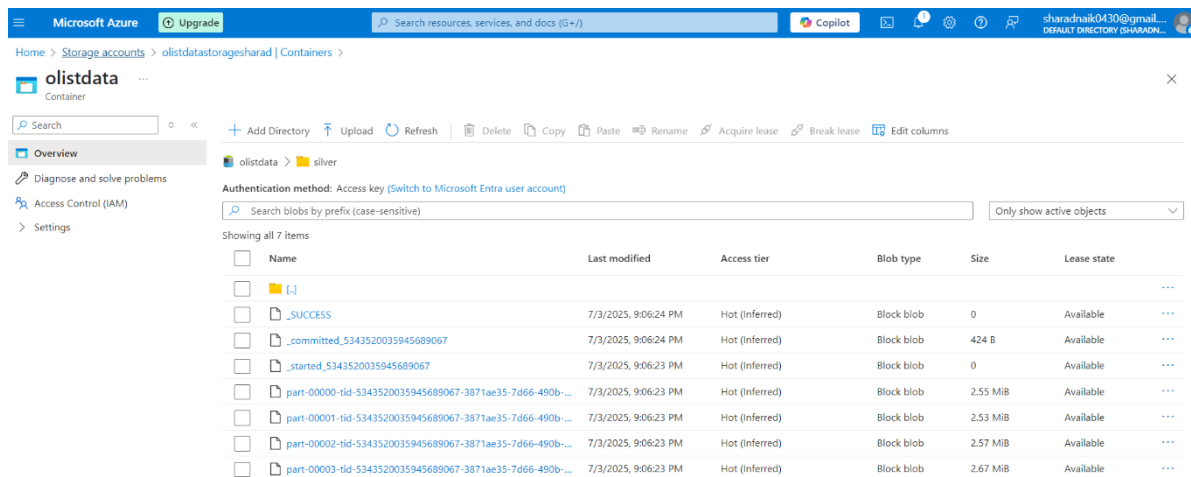 Microsoft Azure Upgrade Search resources, services, and docs (G+/) Copilot 1 sharadnaik0430@gmail....
DEFAULT DIRECTORY (SHARADN...
Home > Storage accounts > olistdatastoragesharad | Containers >
olistdata ...
Container
Search
Overview
Diagnose and solve problems
Access Control (IAM)
Settings
Add Directory Upload Refresh Delete Copy Paste Rename Acquire lease Break lease Edit columns
olistdata > silver
Authentication method: Access key (Switch to Microsoft Entra user account)
Search blobs by prefix (case-sensitive) Only show active objects
Showing all 7 items
Name Last modified Access tier Blob type Size Lease state
[..] ...
_SUCCESS 7/3/2025, 9:06:24 PM Hot (Inferred) Block blob 0 Available ...
_committed_5343520035945689067 7/3/2025, 9:06:24 PM Hot (Inferred) Block blob 424 B Available ...
_started_5343520035945689067 7/3/2025, 9:06:23 PM Hot (Inferred) Block blob 0 Available ...
part-00000-tid-5343520035945689067-3871ae35-7d66-490b-... 7/3/2025, 9:06:23 PM Hot (Inferred) Block blob 2.55 MiB Available ...
part-00001-tid-5343520035945689067-3871ae35-7d66-490b-... 7/3/2025, 9:06:23 PM Hot (Inferred) Block blob 2.53 MiB Available ...
part-00002-tid-5343520035945689067-3871ae35-7d66-490b-... 7/3/2025, 9:06:23 PM Hot (Inferred) Block blob 2.57 MiB Available ...
part-00003-tid-5343520035945689067-3871ae35-7d66-490b-... 7/3/2025, 9:06:23 PM Hot (Inferred) Block blob 2.67 MiB Available ...